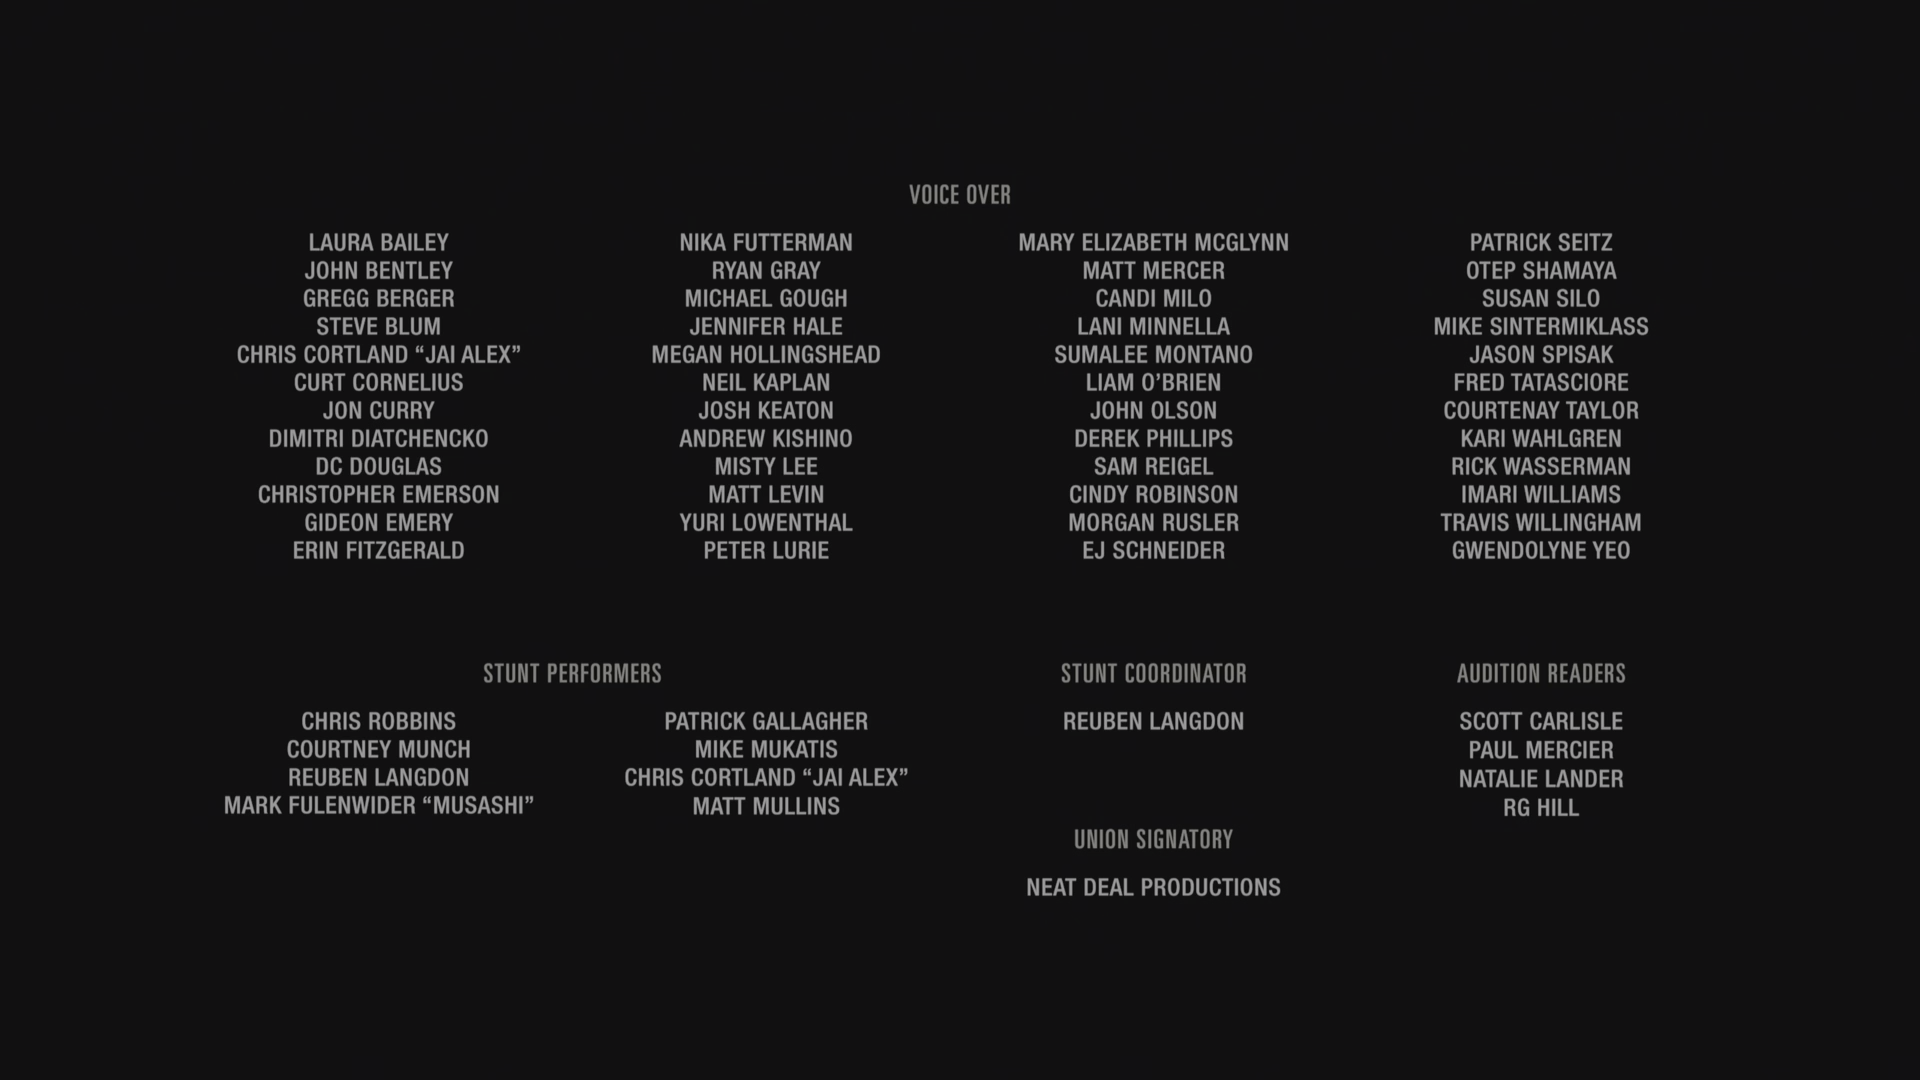 VOICE OVER
LAURA BAILEY
JOHN BENTLEY
GREGG BERGER
STEVE BLUM
CHRIS CORTLAND “JAI ALEX”
CURT CORNELIUS
JON CURRY
DIMITRI DIATCHENCKO
DC DOUGLAS
CHRISTOPHER EMERSON
GIDEON EMERY
ERIN FITZGERALD
NIKA FUTTERMAN
RYAN GRAY
MICHAEL GOUGH
JENNIFER HALE
MEGAN HOLLINGSHEAD
NEIL KAPLAN
JOSH KEATON
ANDREW KISHINO
MISTY LEE
MATT LEVIN
YURI LOWENTHAL
PETER LURIE
MARY ELIZABETH MCGLYNN
MATT MERCER
CANDI MILO
LANI MINNELLA
SUMALEE MONTANO
LIAM O’BRIEN
JOHN OLSON
DEREK PHILLIPS
SAM REIGEL
CINDY ROBINSON
MORGAN RUSLER
EJ SCHNEIDER
PATRICK SEITZ
OTEP SHAMAYA
SUSAN SILO
MIKE SINTERMIKLASS
JASON SPISAK
FRED TATASCIORE
COURTENAY TAYLOR
KARI WAHLGREN
RICK WASSERMAN
IMARI WILLIAMS
TRAVIS WILLINGHAM
GWENDOLYNE YEO
STUNT PERFORMERS
CHRIS ROBBINS
COURTNEY MUNCH
REUBEN LANGDON
MARK FULENWIDER “MUSASHI”
PATRICK GALLAGHER
MIKE MUKATIS
CHRIS CORTLAND “JAI ALEX”
MATT MULLINS
STUNT COORDINATOR
REUBEN LANGDON
UNION SIGNATORY
NEAT DEAL PRODUCTIONS
AUDITION READERS
SCOTT CARLISLE
PAUL MERCIER
NATALIE LANDER
RG HILL